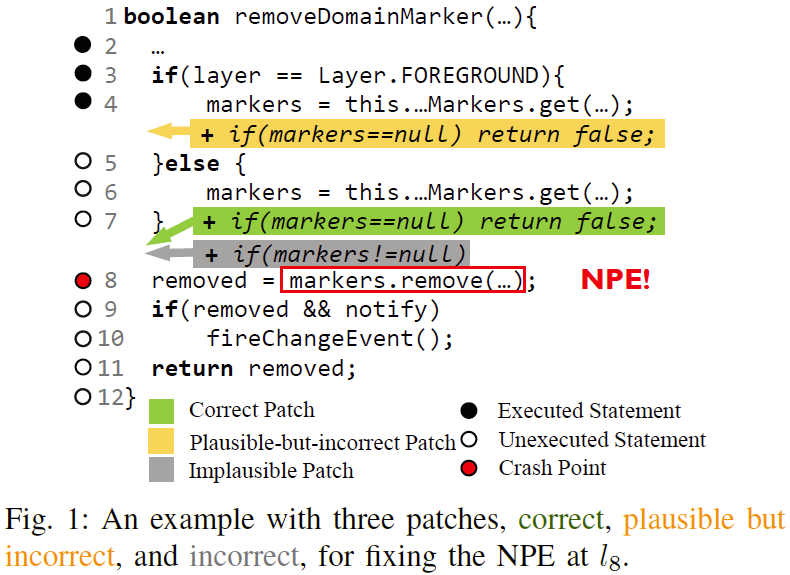 1 boolean removeDomainMarker(…){
2 …
3 if(layer == Layer.FOREGROUND){
4 markers = this.…Markers.get(…);
+ if(markers==null) return false;
5 }else {
6 markers = this.…Markers.get(…);
7 } + if(markers==null) return false;
+ if(markers!=null)
8 removed = markers.remove(…); NPE!
9 if(removed && notify)
10 fireChangeEvent();
11 return removed;
12}
Correct Patch
Executed Statement
Plausible-but-incorrect Patch
Unexecuted Statement
Implausible Patch
Crash Point
Fig. 1: An example with three patches, correct, plausible but
incorrect, and incorrect, for fixing the NPE at l8.